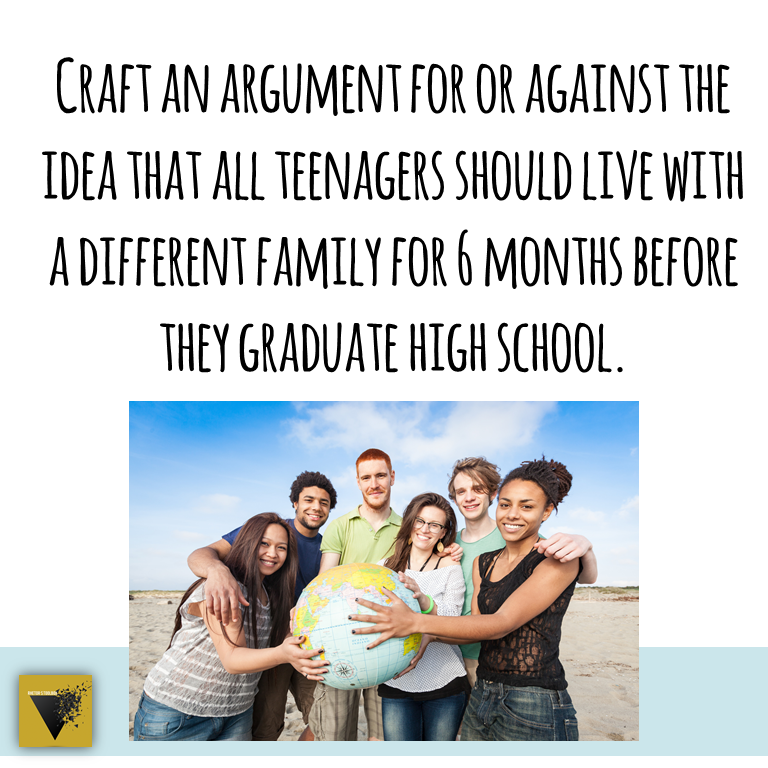 Craft an argument for or against the
idea that all teenagers should live with
a different family for 6 months before
they graduate high school.